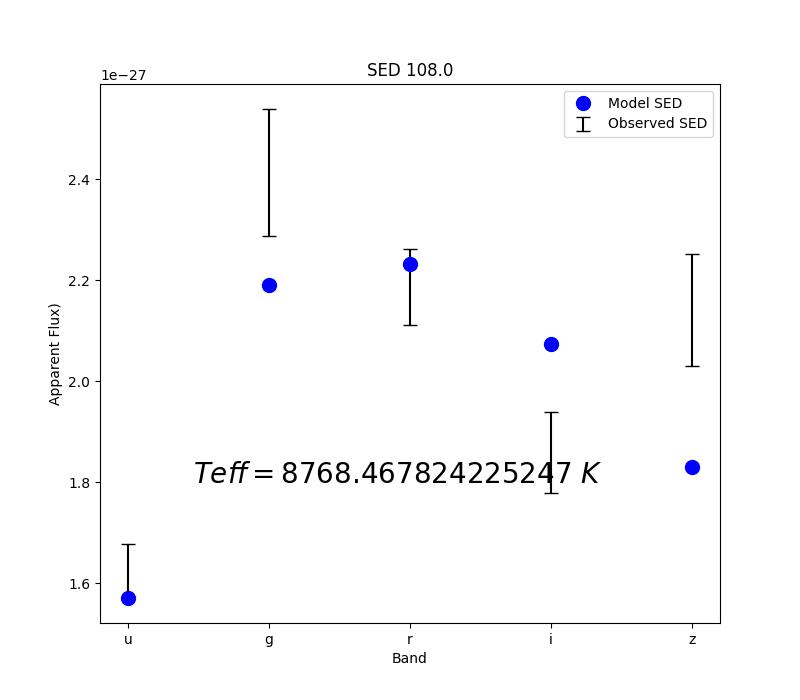 SED 108.0
1e−27
Model SED
Observed SED
2.4
2.2
2.0
1.8
1.6
Apparent Flux)
Teff = 8768.467824225247 K
u g r i z
Band